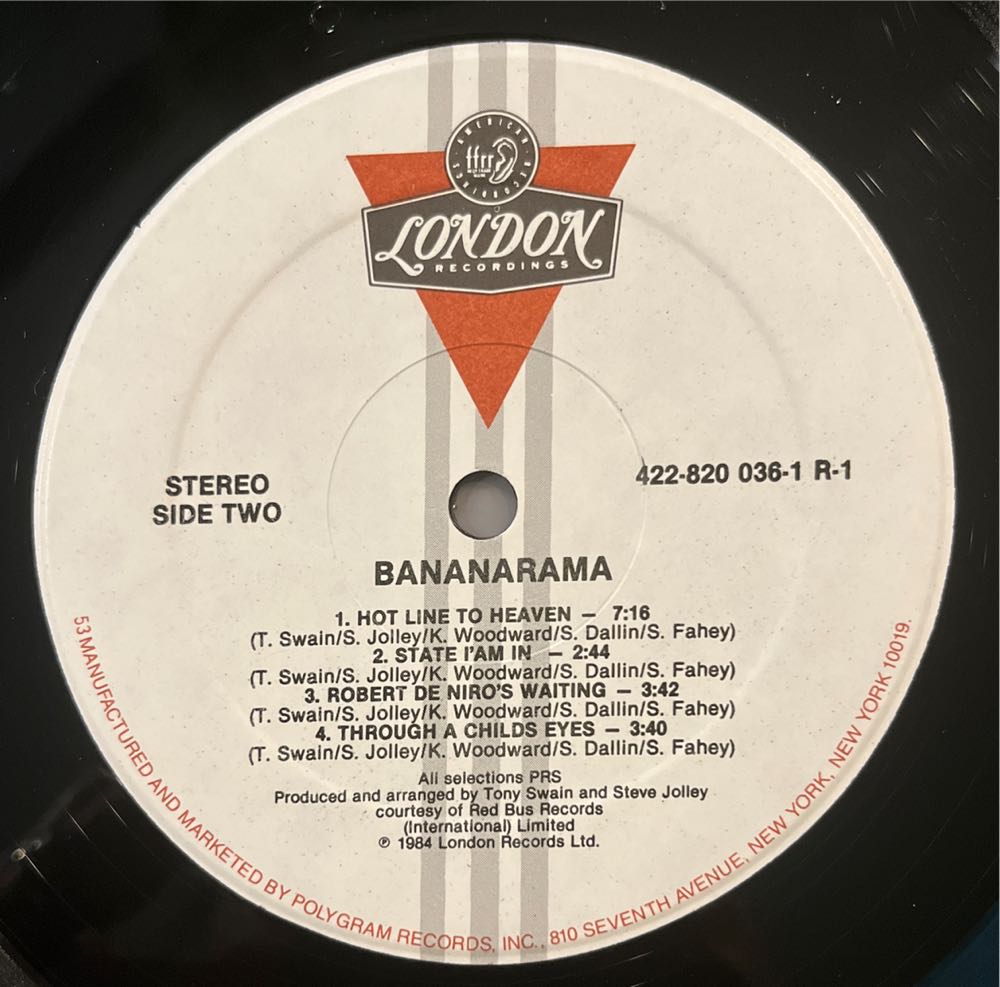 AMERICAN RECORDINGS
ffrr
LONDON
RECORDINGS
STEREO
SIDE TWO
422-820 036-1 R-1
BANANARAMA
1. HOT LINE TO HEAVEN – 7:16
(T. Swain/S. Jolley/K. Woodward/S. Dallin/S. Fahey)
2. STATE I'AM IN – 2:44
(T. Swain/S. Jolley/K. Woodward/S. Dallin/S. Fahey)
3. ROBERT DE NIRO'S WAITING – 3:42
(T. Swain/S. Jolley/K. Woodward/S. Dallin/S. Fahey)
4. THROUGH A CHILDS EYES – 3:40
(T. Swain/S. Jolley/K. Woodward/S. Dallin/S. Fahey)
All selections PRS
Produced and arranged by Tony Swain and Steve Jolley
courtesy of Red Bus Records
(International) Limited
℗ 1984 London Records Ltd.
53 MANUFACTURED AND MARKETED BY POLYGRAM RECORDS, INC., 810 SEVENTH AVENUE, NEW YORK, NEW YORK 10019.